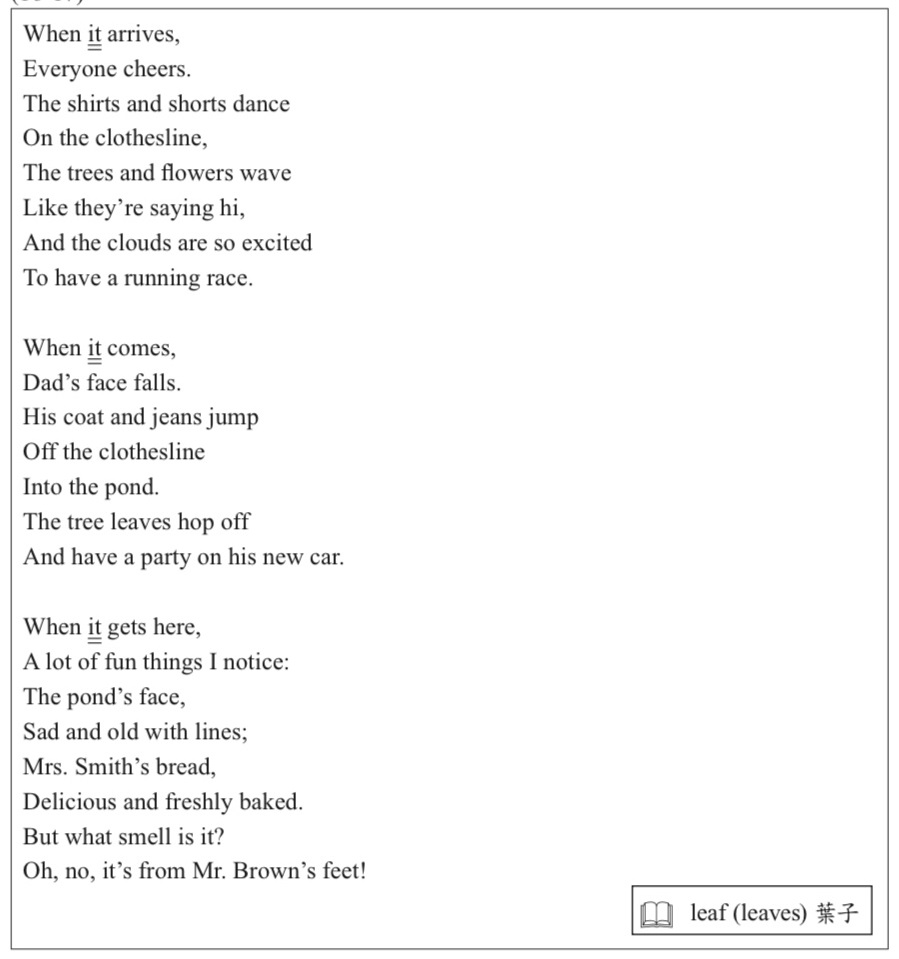 When it arrives,
Everyone cheers.
The shirts and shorts dance
On the clothesline,
The trees and flowers wave
Like they're saying hi,
And the clouds are so excited
To have a running race.
When it comes,
Dad's face falls.
His coat and jeans jump
Off the clothesline
Into the pond.
The tree leaves hop off
And have a party on his new car.
When it gets here,
A lot of fun things I notice:
The pond's face,
Sad and old with lines;
Mrs. Smith's bread,
Delicious and freshly baked.
But what smell is it?
Oh, no, it's from Mr. Brown's feet!
leaf (leaves) 葉子